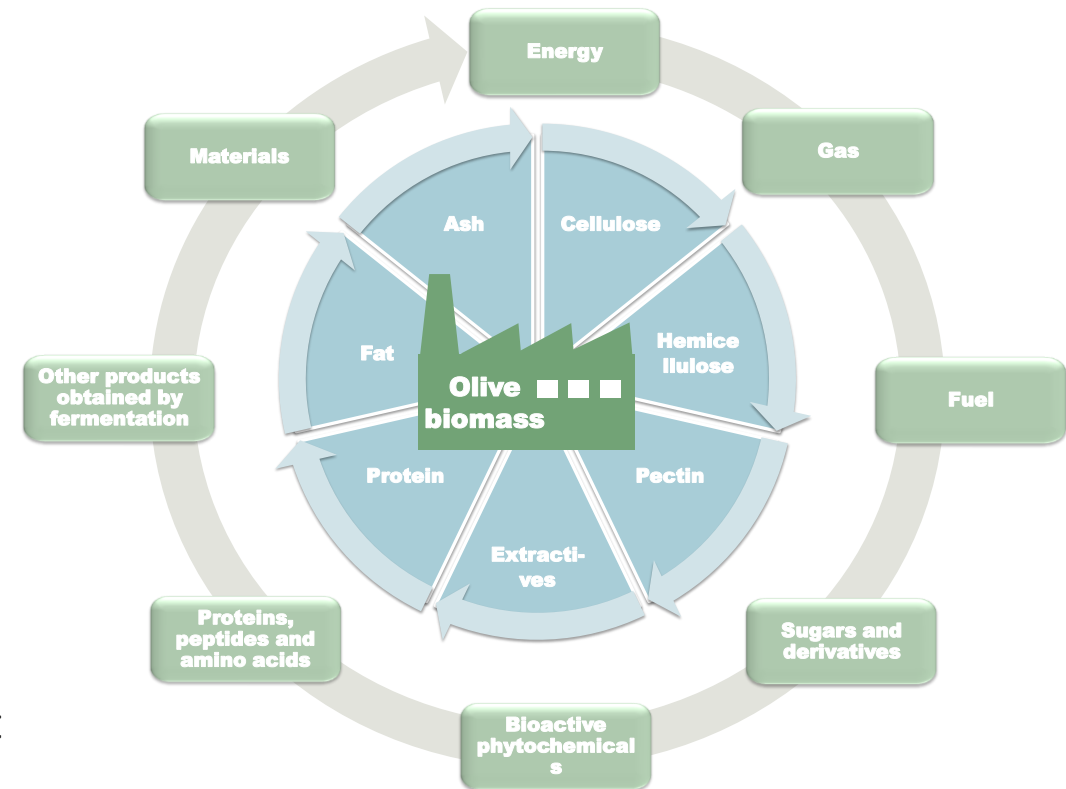 Energy
Materials
Gas
Ash
Cellulose
Fat
Hemice
llulose
Other products
obtained by
fermentation
Olive
biomass
Fuel
Protein
Pectin
Extracti-
ves
Proteins,
peptides and
amino acids
Sugars and
derivatives
Bioactive
phytochemical
s